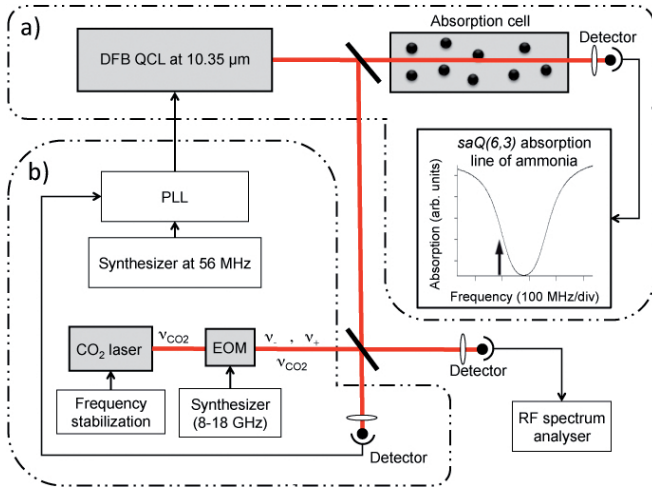 a)
DFB QCL at 10.35 µm
Absorption cell
Detector
saQ(6,3) absorption
line of ammonia
Absorption (arb. units)
Frequency (100 MHz/div)
b)
PLL
Synthesizer at 56 MHz
CO2 laser
νCO2
EOM
ν- , ν+
νCO2
Frequency
stabilization
Synthesizer
(8-18 GHz)
Detector
Detector
RF spectrum
analyser